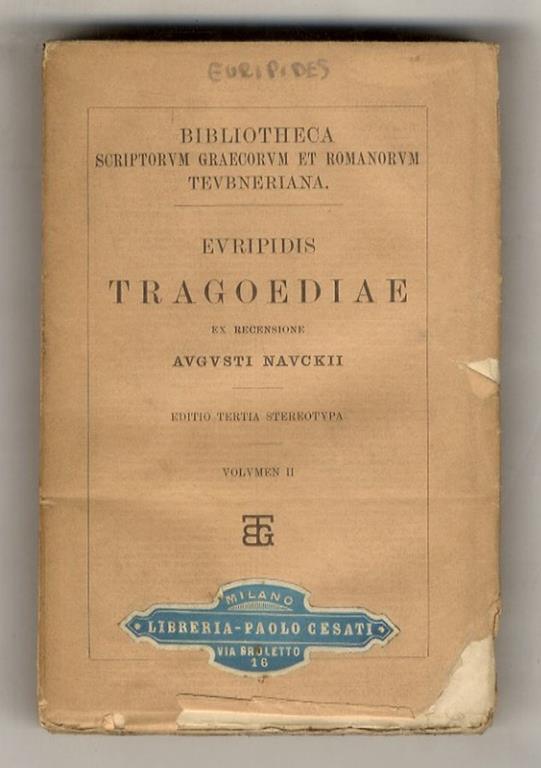 EURIPIDES
BIBLIOTHECA
SCRIPTORVM GRAECORVM ET ROMANORVM
TEVBNERIANA.
EVRIPIDIS
TRAGOEDIAE
EX RECENSIONE
AVGVSTI NAVCKII
EDITIO TERTIA STEREOTYPA
VOLVMEN II
BTG
MILANO
LIBRERIA-PAOLO CESATI
VIA BROLETTO
16